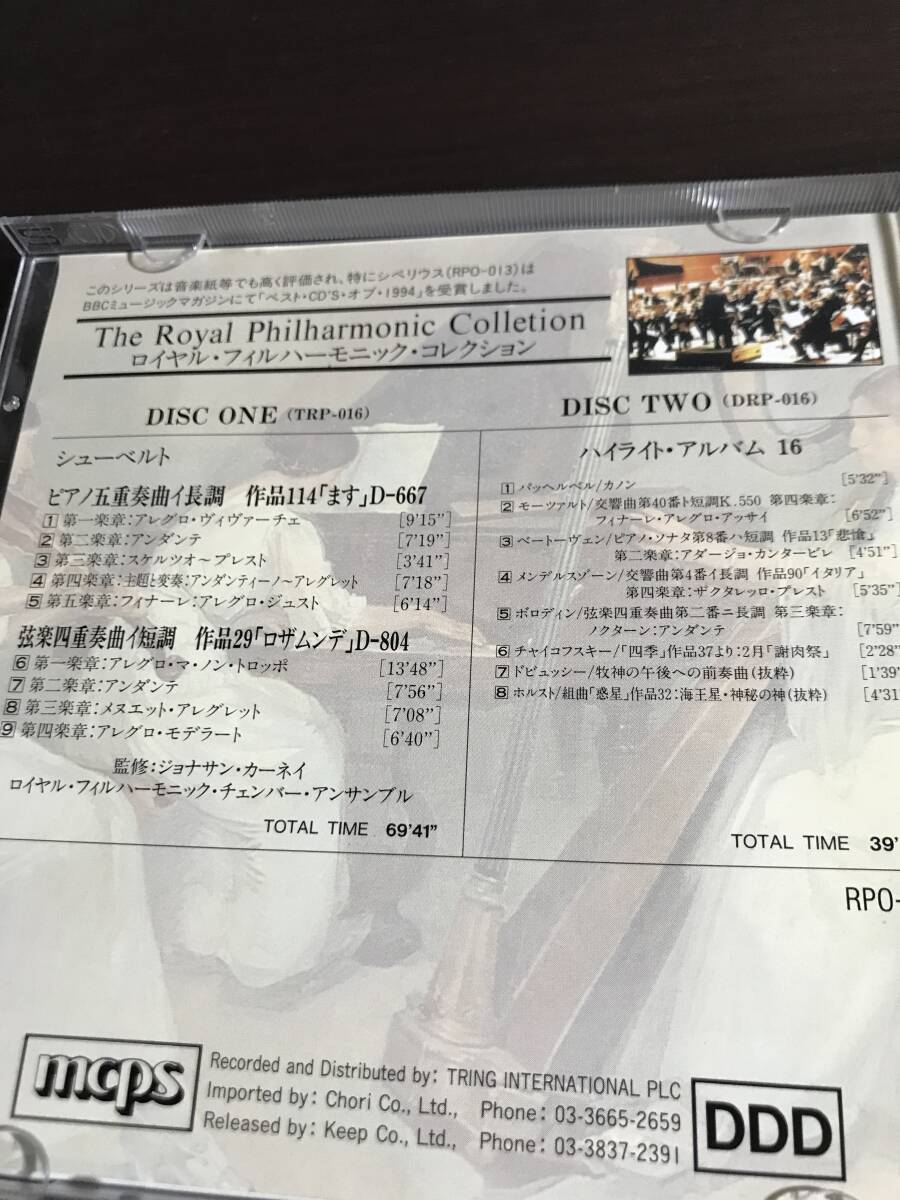 このシリーズは音楽紙等でも高く評価され、特にシベリウス(RPO-013)は
BBCミュージックマガジンにて「ベスト・CD'S・オブ・1994」を受賞しました。
The Royal Philharmonic Colletion
ロイヤル・フィルハーモニック・コレクション
DISC ONE (TRP-016)
シューベルト
ピアノ五重奏曲イ長調 作品114「ます」D-667
1 第一楽章:アレグロ・ヴィヴァーチェ [9'15"]
2 第二楽章:アンダンテ [7'19"]
3 第三楽章:スケルツオ～プレスト [3'41"]
4 第四楽章:主題と変奏:アンダンティーノ～アレグレット [7'18"]
5 第五楽章:フィナーレ:アレグロ・ジュスト [6'14"]
弦楽四重奏曲イ短調 作品29「ロザムンデ」D-804
6 第一楽章:アレグロ・マ・ノン・トロッポ [13'48"]
7 第二楽章:アンダンテ [7'56"]
8 第三楽章:メヌエット・アレグレット [7'08"]
9 第四楽章:アレグロ・モデラート [6'40"]
監修:ジョナサン・カーネイ
ロイヤル・フィルハーモニック・チェンバー・アンサンブル
TOTAL TIME 69'41"
DISC TWO (DRP-016)
ハイライト・アルバム 16
1 パッヘルベル/カノン [5'32"]
2 モーツァルト/交響曲第40番ト短調K.550 第四楽章:
フィナーレ・アレグロ・アッサイ [6'52"]
3 ベートーヴェン/ピアノ・ソナタ第8番ハ短調 作品13「悲愴」
第二楽章:アダージョ・カンタービレ [4'51"]
4 メンデルスゾーン/交響曲第4番イ長調 作品90「イタリア」
第四楽章:ザクタレッロ・プレスト [5'35"]
5 ボロディン/弦楽四重奏曲第二番ニ長調 第三楽章:
ノクターン:アンダンテ [7'59"
6 チャイコフスキー/「四季」作品37より:2月「謝肉祭」 [2'28"
7 ドビュッシー/牧神の午後への前奏曲(抜粋) [1'39"
8 ホルスト/組曲「惑星」作品32:海王星・神秘の神(抜粋) [4'31"
TOTAL TIME 39'
RPO-
mcps
Recorded and Distributed by: TRING INTERNATIONAL PLC
Imported by: Chori Co., Ltd., Phone: 03-3665-2659
Released by: Keep Co., Ltd., Phone: 03-3837-2391
DDD